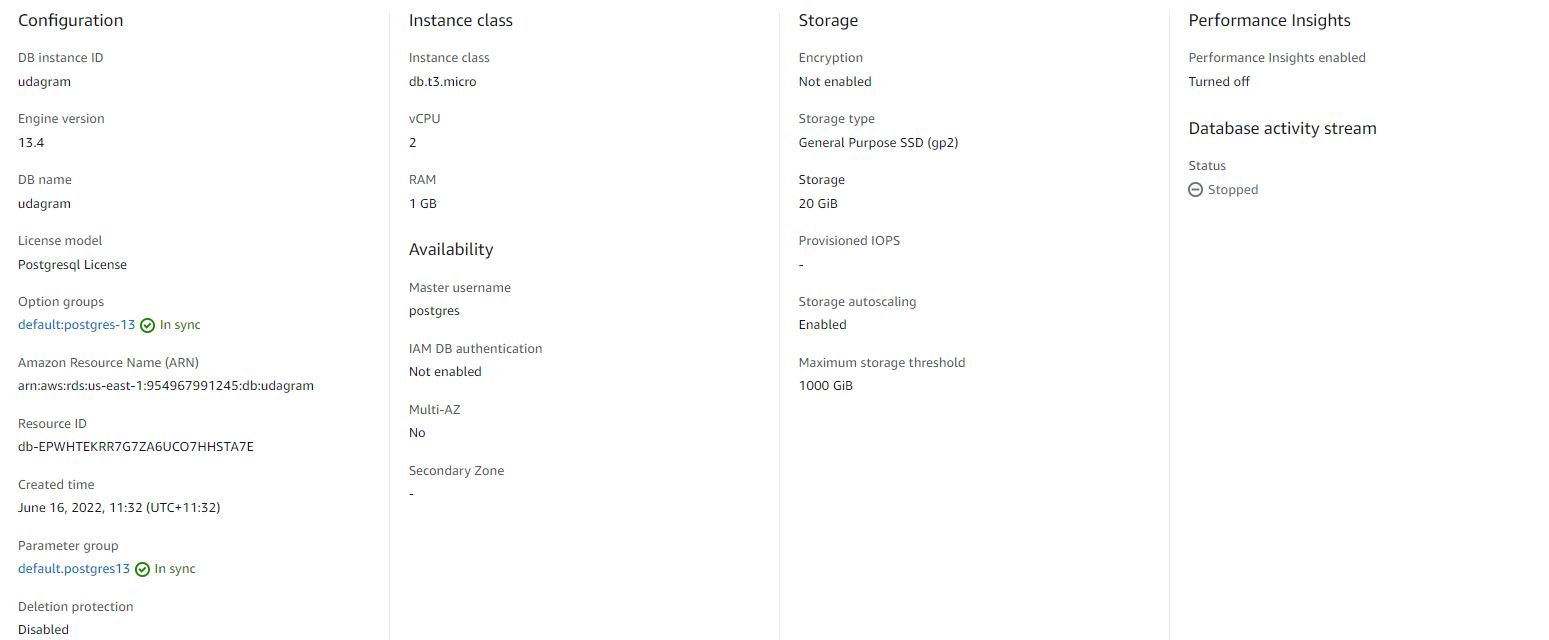 Configuration
DB instance ID
udagram
Engine version
13.4
DB name
udagram
License model
Postgresql License
Option groups
default:postgres-13 In sync
Amazon Resource Name (ARN)
arn:aws:rds:us-east-1:954967991245:db:udagram
Resource ID
db-EPWHTEKRR7G7ZA6UCO7HHSTA7E
Created time
June 16, 2022, 11:32 (UTC+11:32)
Parameter group
default.postgres13 In sync
Deletion protection
Disabled
Instance class
Instance class
db.t3.micro
vCPU
2
RAM
1 GB
Availability
Master username
postgres
IAM DB authentication
Not enabled
Multi-AZ
No
Secondary Zone
-
Storage
Encryption
Not enabled
Storage type
General Purpose SSD (gp2)
Storage
20 GiB
Provisioned IOPS
-
Storage autoscaling
Enabled
Maximum storage threshold
1000 GiB
Performance Insights
Performance Insights enabled
Turned off
Database activity stream
Status
Stopped